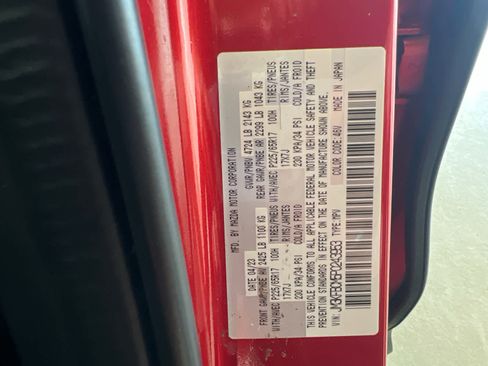 MFD. BY MAZDA MOTOR CORPORATION
DATE 04/23 GVWR/PNBV 4724 LB 2143 KG
FRONT GAWR/PNBE AV 2425 LB 1100 KG REAR GAWR/PNBE AR 2299 LB 1043 KG
WITH/AVEC P225/65R17 100H TIRES/PNEUS WITH/AVEC P225/65R17 100H TIRES/PNEUS
17X7J RIMS/JANTES 17X7J RIMS/JANTES
230 KPA/34 PSI COLD/A FROID 230 KPA/34 PSI COLD/A FROID
THIS VEHICLE CONFORMS TO ALL APPLICABLE FEDERAL MOTOR VEHICLE SAFETY AND THEFT
PREVENTION STANDARDS IN EFFECT ON THE DATE OF MANUFACTURE SHOWN ABOVE.
VIN: TYPE:MPV COLOR CODE: 46V MADE IN JAPAN